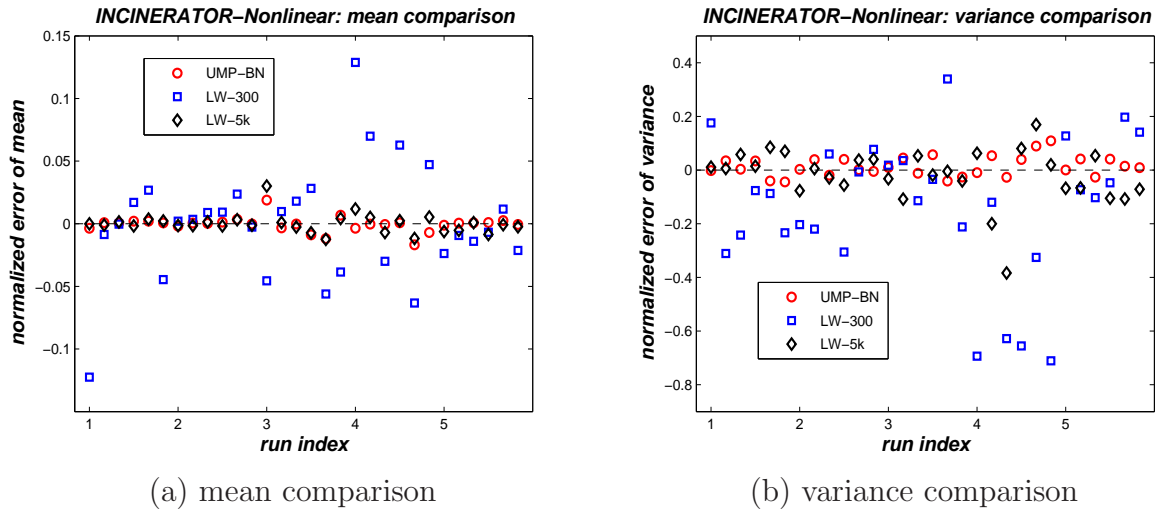 INCINERATOR−Nonlinear: mean comparison
0.15
0.1
0.05
0
−0.05
−0.1
normalized error of mean
UMP−BN
LW−300
LW−5k
1 2 3 4 5
run index
(a) mean comparison
INCINERATOR−Nonlinear: variance comparison
0.4
0.2
0
−0.2
−0.4
−0.6
−0.8
normalized error of variance
UMP−BN
LW−300
LW−5k
1 2 3 4 5
run index
(b) variance comparison